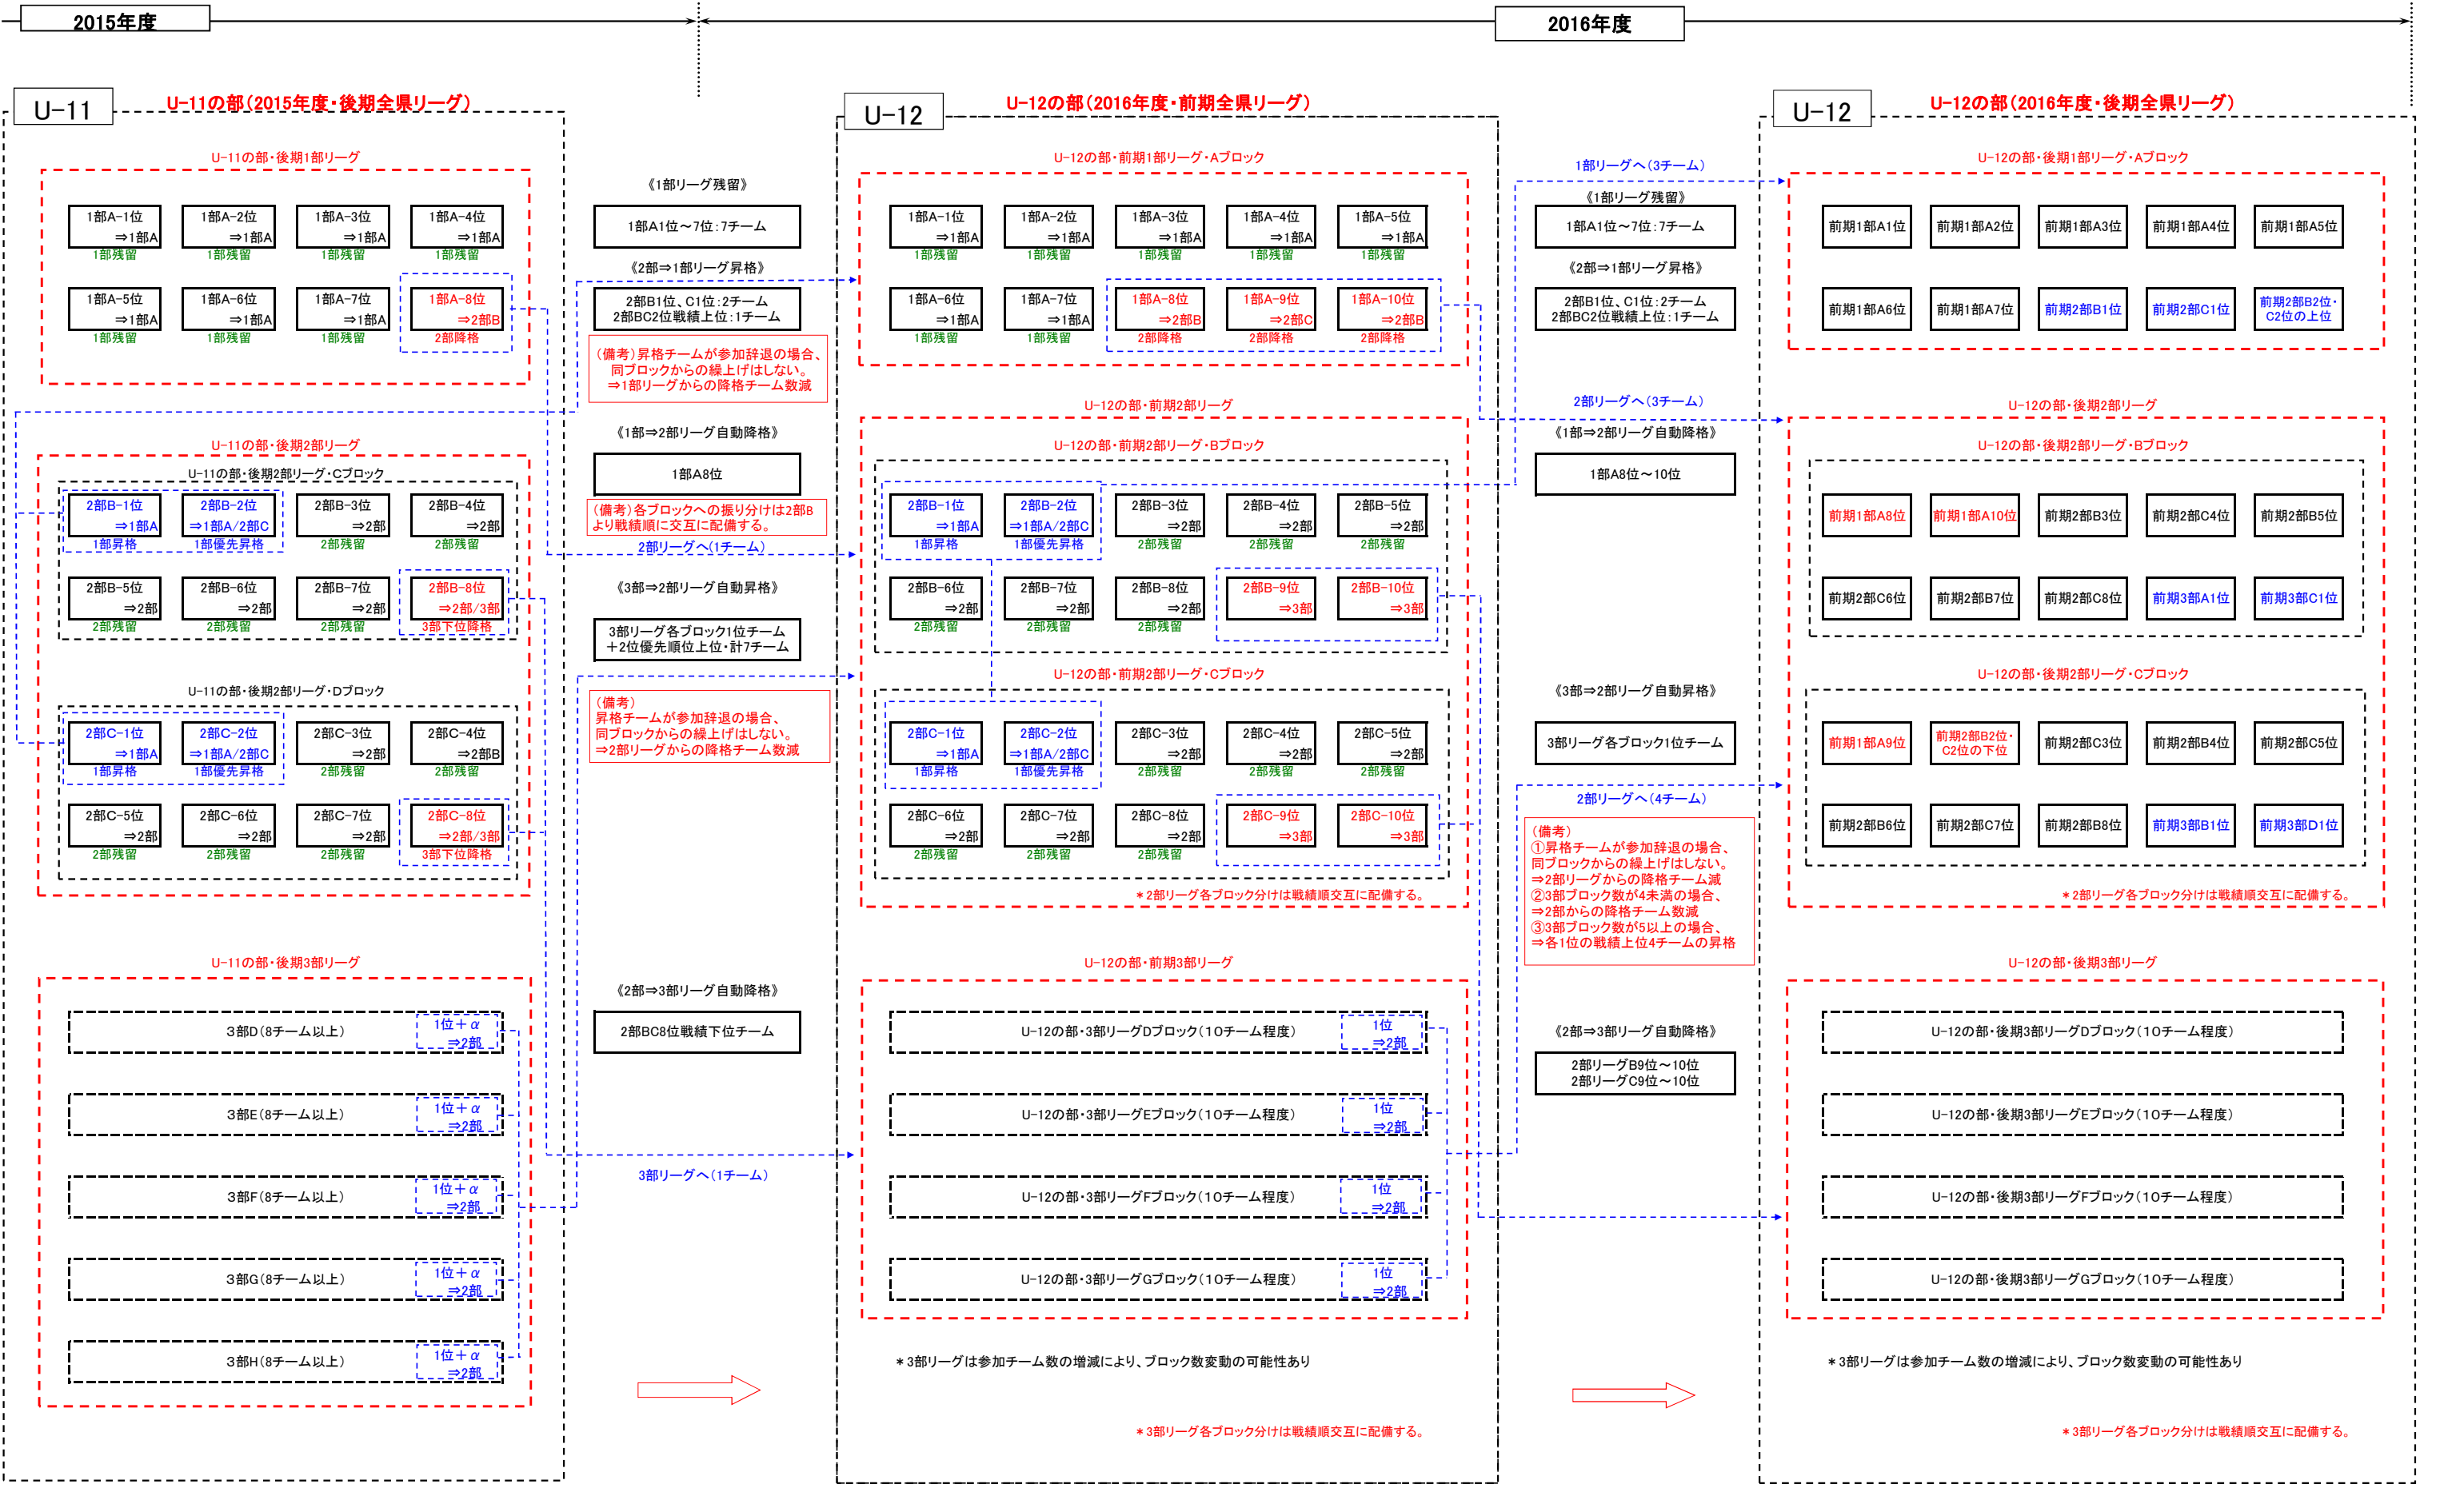 2015年度
2016年度
U-11
U-11の部(2015年度・後期全県リーグ)
U-11の部・後期1部リーグ
1部A-1位
⇒1部A
1部残留
1部A-2位
⇒1部A
1部残留
1部A-3位
⇒1部A
1部残留
1部A-4位
⇒1部A
1部残留
1部A-5位
⇒1部A
1部残留
1部A-6位
⇒1部A
1部残留
1部A-7位
⇒1部A
1部残留
1部A-8位
⇒2部B
2部降格
U-11の部・後期2部リーグ
U-11の部・後期2部リーグ・Cブロック
2部B-1位
⇒1部A
1部昇格
2部B-2位
⇒1部A/2部C
1部優先昇格
2部B-3位
⇒2部
2部残留
2部B-4位
⇒2部
2部残留
2部B-5位
⇒2部
2部残留
2部B-6位
⇒2部
2部残留
2部B-7位
⇒2部
2部残留
2部B-8位
⇒2部/3部
3部下位降格
U-11の部・後期2部リーグ・Dブロック
2部C-1位
⇒1部A
1部昇格
2部C-2位
⇒1部A/2部C
1部優先昇格
2部C-3位
⇒2部
2部残留
2部C-4位
⇒2部B
2部残留
2部C-5位
⇒2部
2部残留
2部C-6位
⇒2部
2部残留
2部C-7位
⇒2部
2部残留
2部C-8位
⇒2部/3部
3部下位降格
U-11の部・後期3部リーグ
3部D(8チーム以上)
1位+α
⇒2部
3部E(8チーム以上)
1位+α
⇒2部
3部F(8チーム以上)
1位+α
⇒2部
3部G(8チーム以上)
1位+α
⇒2部
3部H(8チーム以上)
1位+α
⇒2部
《1部リーグ残留》
1部A1位～7位:7チーム
《2部⇒1部リーグ昇格》
2部B1位、C1位:2チーム
2部BC2位戦績上位:1チーム
(備考)昇格チームが参加辞退の場合、
同ブロックからの繰上げはしない。
⇒1部リーグからの降格チーム数減
《1部⇒2部リーグ自動降格》
1部A8位
(備考)各ブロックへの振り分けは2部B
より戦績順に交互に配備する。
2部リーグへ(1チーム)
《3部⇒2部リーグ自動昇格》
3部リーグ各ブロック1位チーム
+2位優先順位上位・計7チーム
(備考)
昇格チームが参加辞退の場合、
同ブロックからの繰上げはしない。
⇒2部リーグからの降格チーム数減
《2部⇒3部リーグ自動降格》
2部BC8位戦績下位チーム
3部リーグへ(1チーム)
U-12
U-12の部(2016年度・前期全県リーグ)
U-12の部・前期1部リーグ・Aブロック
1部A-1位
⇒1部A
1部残留
1部A-2位
⇒1部A
1部残留
1部A-3位
⇒1部A
1部残留
1部A-4位
⇒1部A
1部残留
1部A-5位
⇒1部A
1部残留
1部A-6位
⇒1部A
1部残留
1部A-7位
⇒1部A
1部残留
1部A-8位
⇒2部B
2部降格
1部A-9位
⇒2部C
2部降格
1部A-10位
⇒2部B
2部降格
U-12の部・前期2部リーグ
U-12の部・前期2部リーグ・Bブロック
2部B-1位
⇒1部A
1部昇格
2部B-2位
⇒1部A/2部C
1部優先昇格
2部B-3位
⇒2部
2部残留
2部B-4位
⇒2部
2部残留
2部B-5位
⇒2部
2部残留
2部B-6位
⇒2部
2部残留
2部B-7位
⇒2部
2部残留
2部B-8位
⇒2部
2部残留
2部B-9位
⇒3部
2部B-10位
⇒3部
U-12の部・前期2部リーグ・Cブロック
2部C-1位
⇒1部A
1部昇格
2部C-2位
⇒1部A/2部C
1部優先昇格
2部C-3位
⇒2部
2部残留
2部C-4位
⇒2部
2部残留
2部C-5位
⇒2部
2部残留
2部C-6位
⇒2部
2部残留
2部C-7位
⇒2部
2部残留
2部C-8位
⇒2部
2部残留
2部C-9位
⇒3部
2部C-10位
⇒3部
*2部リーグ各ブロック分けは戦績順交互に配備する。
U-12の部・前期3部リーグ
U-12の部・3部リーグDブロック(10チーム程度)
1位
⇒2部
U-12の部・3部リーグEブロック(10チーム程度)
1位
⇒2部
U-12の部・3部リーグFブロック(10チーム程度)
1位
⇒2部
U-12の部・3部リーグGブロック(10チーム程度)
1位
⇒2部
*3部リーグは参加チーム数の増減により、ブロック数変動の可能性あり
*3部リーグ各ブロック分けは戦績順交互に配備する。
1部リーグへ(3チーム)
《1部リーグ残留》
1部A1位～7位:7チーム
《2部⇒1部リーグ昇格》
2部B1位、C1位:2チーム
2部BC2位戦績上位:1チーム
2部リーグへ(3チーム)
《1部⇒2部リーグ自動降格》
1部A8位～10位
《3部⇒2部リーグ自動昇格》
3部リーグ各ブロック1位チーム
2部リーグへ(4チーム)
(備考)
①昇格チームが参加辞退の場合、
同ブロックからの繰上げはしない。
⇒2部リーグからの降格チーム減
②3部ブロック数が4未満の場合、
⇒2部からの降格チーム数減
③3部ブロック数が5以上の場合、
⇒各1位の戦績上位4チームの昇格
《2部⇒3部リーグ自動降格》
2部リーグB9位～10位
2部リーグC9位～10位
U-12
U-12の部(2016年度・後期全県リーグ)
U-12の部・後期1部リーグ・Aブロック
前期1部A1位
前期1部A2位
前期1部A3位
前期1部A4位
前期1部A5位
前期1部A6位
前期1部A7位
前期2部B1位
前期2部C1位
前期2部B2位・
C2位の上位
U-12の部・後期2部リーグ
U-12の部・後期2部リーグ・Bブロック
前期1部A8位
前期1部A10位
前期2部B3位
前期2部C4位
前期2部B5位
前期2部C6位
前期2部B7位
前期2部C8位
前期3部A1位
前期3部C1位
U-12の部・後期2部リーグ・Cブロック
前期1部A9位
前期2部B2位・
C2位の下位
前期2部C3位
前期2部B4位
前期2部C5位
前期2部B6位
前期2部C7位
前期2部B8位
前期3部B1位
前期3部D1位
*2部リーグ各ブロック分けは戦績順交互に配備する。
U-12の部・後期3部リーグ
U-12の部・後期3部リーグDブロック(10チーム程度)
U-12の部・後期3部リーグEブロック(10チーム程度)
U-12の部・後期3部リーグFブロック(10チーム程度)
U-12の部・後期3部リーグGブロック(10チーム程度)
*3部リーグは参加チーム数の増減により、ブロック数変動の可能性あり
*3部リーグ各ブロック分けは戦績順交互に配備する。